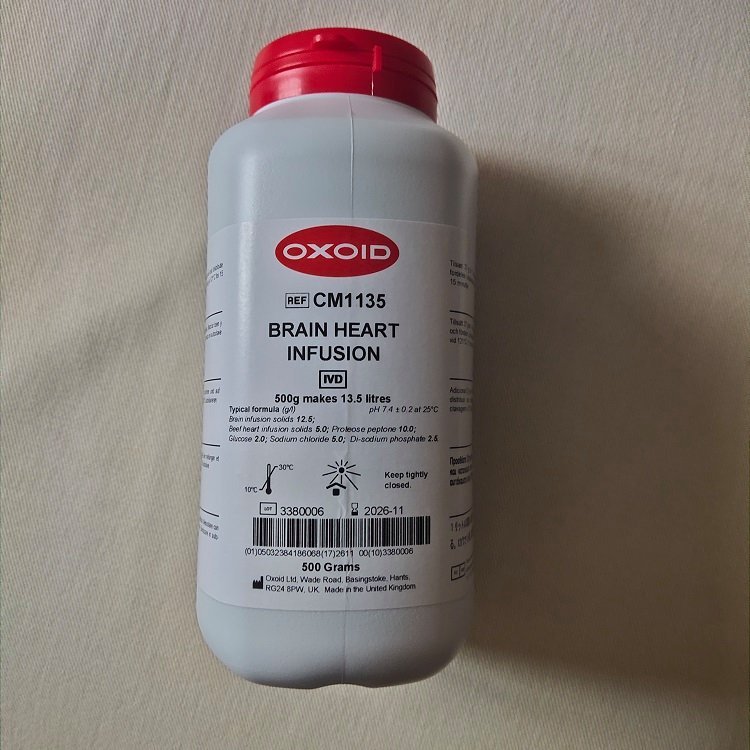 OXOID
REF CM1135
BRAIN HEART
INFUSION
IVD
500g makes 13.5 litres
Typical formula (g/l) pH 7.4 ± 0.2 at 25°C
Brain infusion solids 12.5;
Beef heart infusion solids 5.0; Proteose peptone 10.0;
Glucose 2.0; Sodium chloride 5.0; Di-sodium phosphate 2.5.
30°C
10°C
Keep tightly
closed.
LOT 3380006 2026-11
(01)05032384186068(17)2611 00(10)3380006
500 Grams
Oxoid Ltd, Wade Road, Basingstoke, Hants,
RG24 8PW, UK. Made in the United Kingdom.